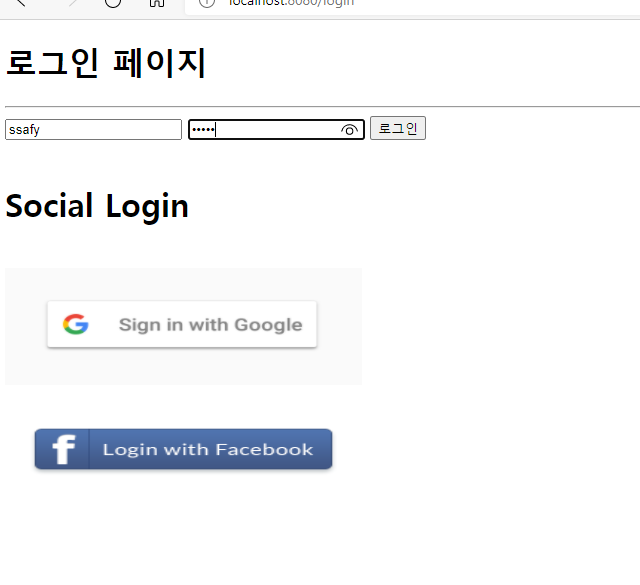 localhost:8080/login
로그인 페이지
ssafy ••••• 로그인
Social Login
Sign in with Google
f Login with Facebook